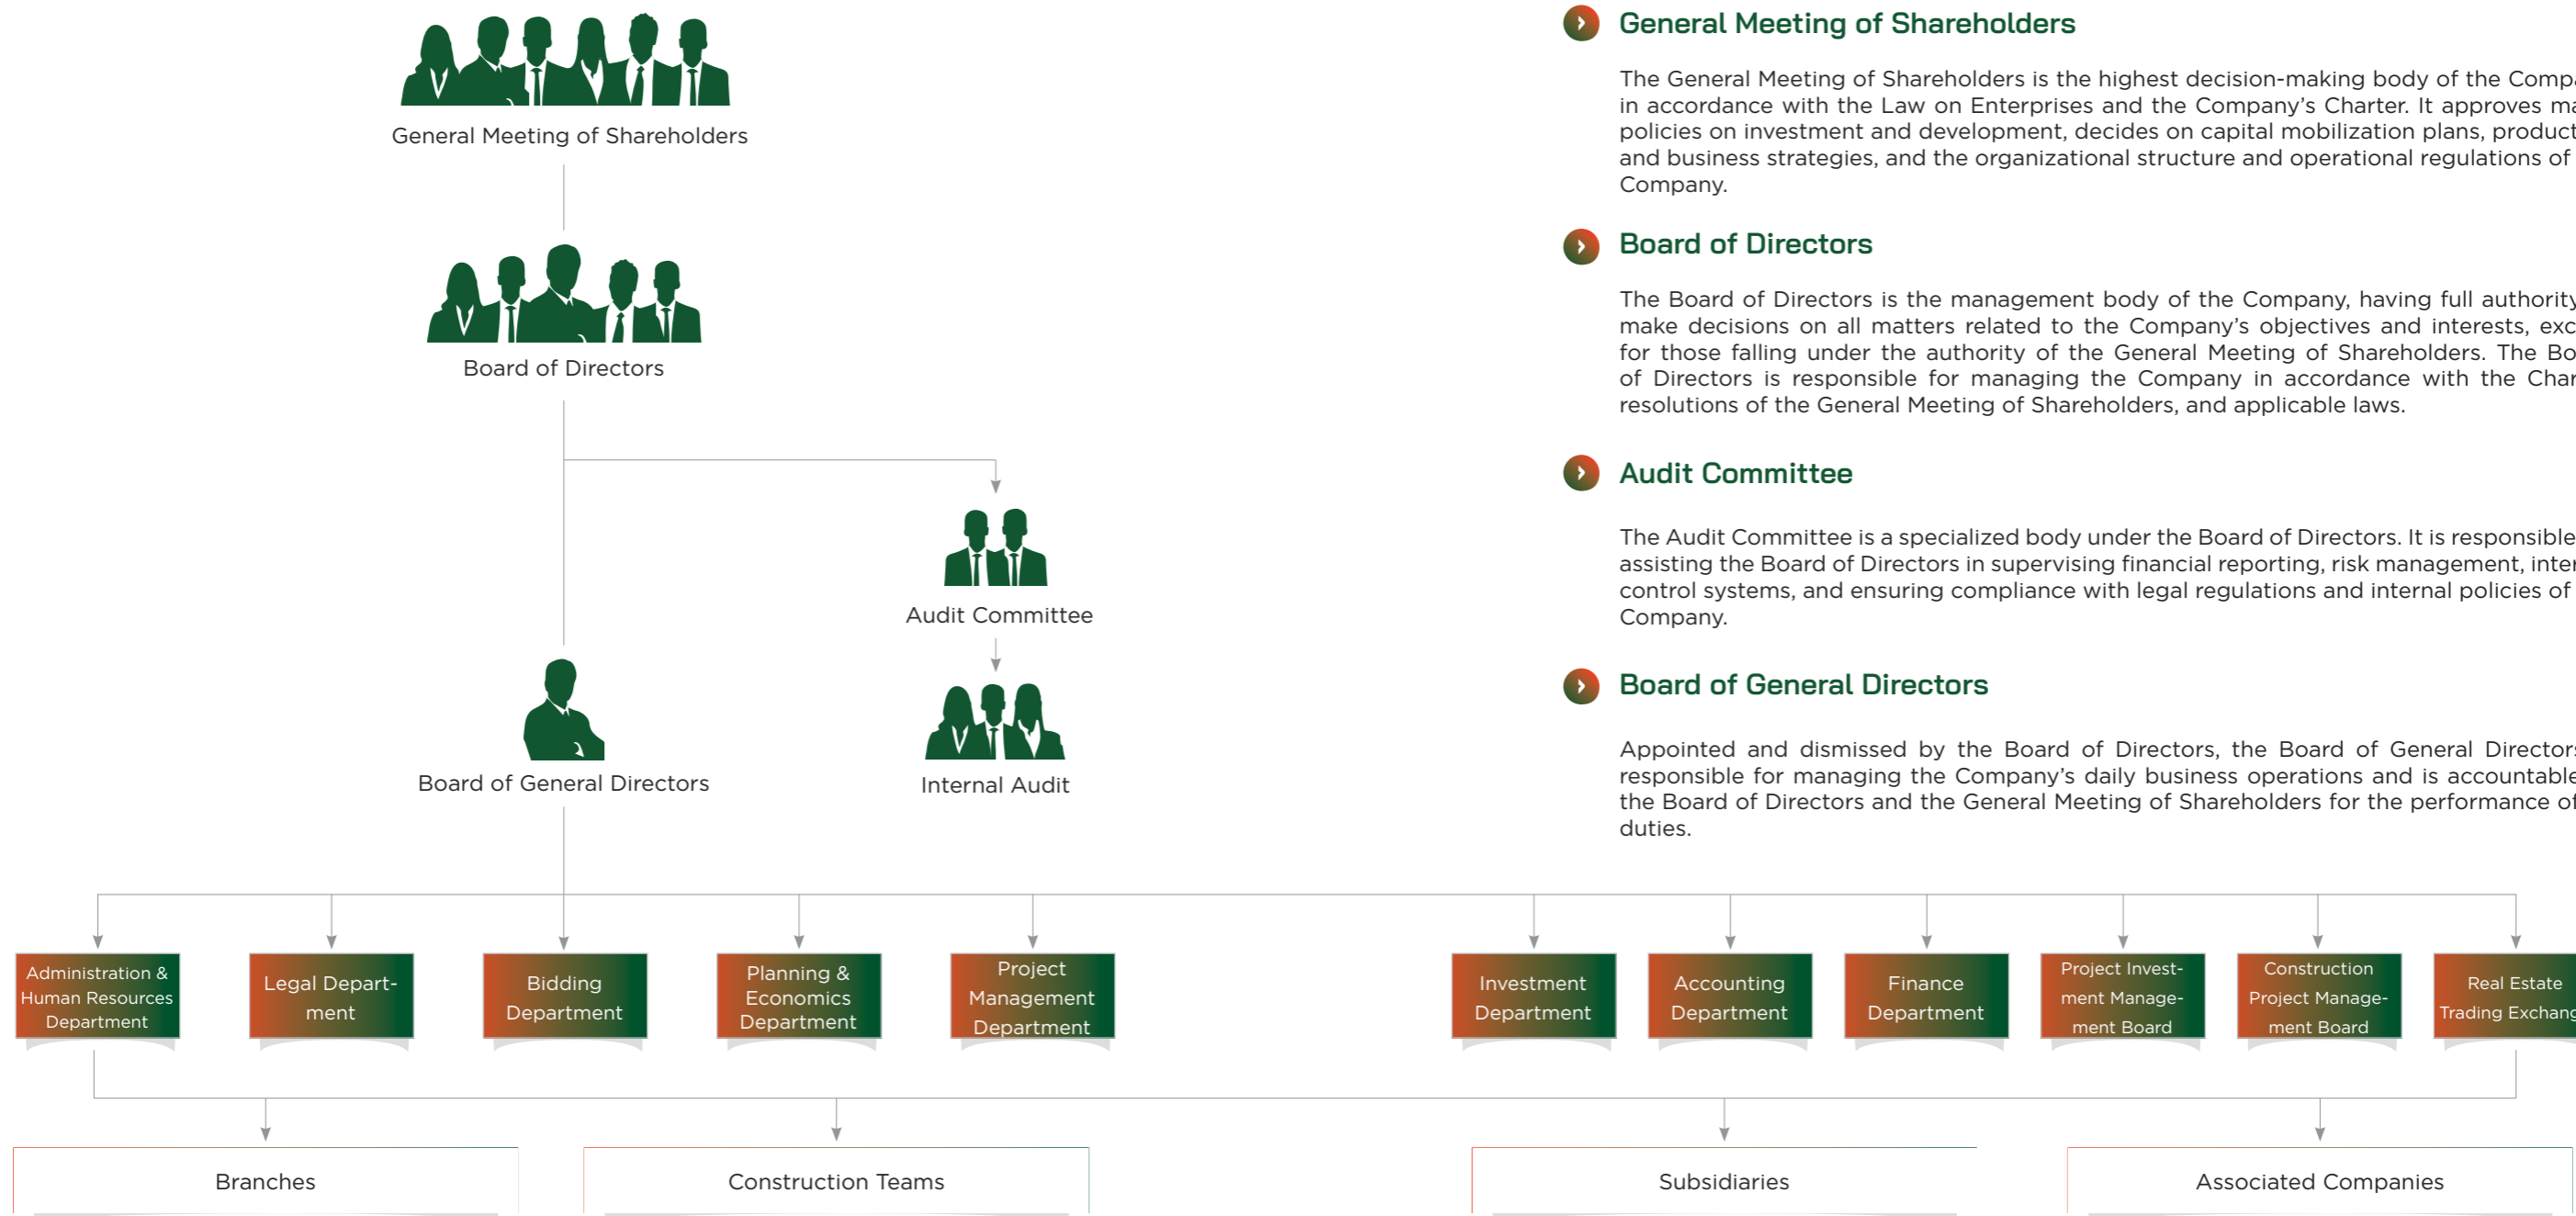 General Meeting of Shareholders
Board of Directors
Audit Committee
Board of General Directors
Internal Audit
Administration &
Human Resources
Department
Legal Depart-
ment
Bidding
Department
Planning &
Economics
Department
Project
Management
Department
Investment
Department
Accounting
Department
Finance
Department
Project Invest-
ment Manage-
ment Board
Construction
Project Manage-
ment Board
Real Estate
Trading
Branches
Construction Teams
Subsidiaries
Associated Companies
General Meeting of Shareholders
The General Meeting of Shareholders is the highest decision-making body of the
in accordance with the Law on Enterprises and the Company's Charter. It approves
policies on investment and development, decides on capital mobilization plans,
and business strategies, and the organizational structure and operational regulations of
Company.
Board of Directors
The Board of Directors is the management body of the Company, having full authority
make decisions on all matters related to the Company's objectives and interests,
for those falling under the authority of the General Meeting of Shareholders. The
of Directors is responsible for managing the Company in accordance with the
resolutions of the General Meeting of Shareholders, and applicable laws.
Audit Committee
The Audit Committee is a specialized body under the Board of Directors. It is responsible
assisting the Board of Directors in supervising financial reporting, risk management,
control systems, and ensuring compliance with legal regulations and internal policies of
Company.
Board of General Directors
Appointed and dismissed by the Board of Directors, the Board of General Directors
responsible for managing the Company's daily business operations and is accountable
the Board of Directors and the General Meeting of Shareholders for the performance of
duties.